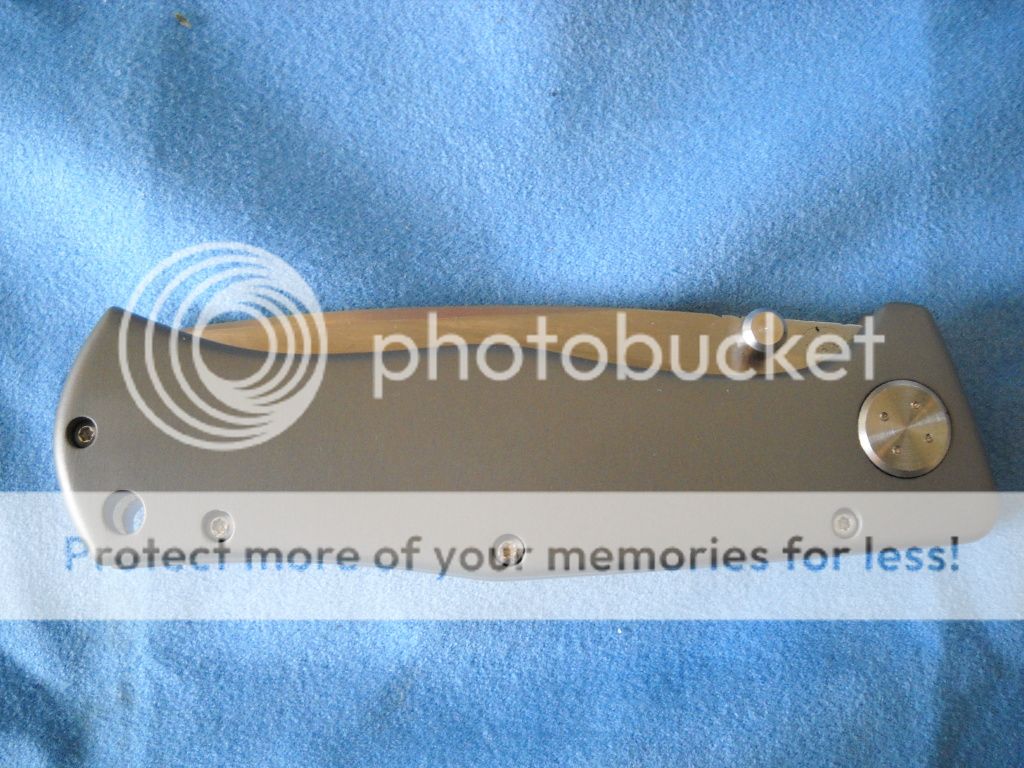 photobucket
Protect more of your memories for less!